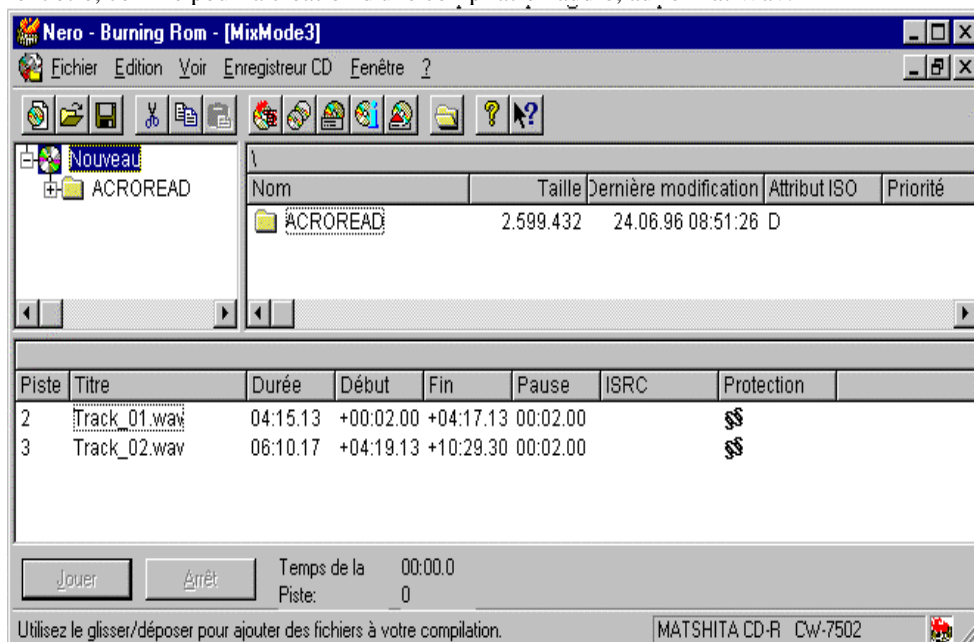 Nero - Burning Rom - [MixMode3]
Fichier Edition Voir Enregistreur CD Fenêtre ?
Nouveau
ACROREAD
\
Nom Taille Dernière modification Attribut ISO Priorité
ACROREAD 2.599.432 24.06.96 08:51:26 D
Piste Titre Durée Début Fin Pause ISRC Protection
2 Track_01.wav 04:15.13 +00:02.00 +04:17.13 00:02.00 §§
3 Track_02.wav 06:10.17 +04:19.13 +10:29.30 00:02.00 §§
Jouer Arrêt Temps de la 00:00.0
Piste: 0
Utilisez le glisser/déposer pour ajouter des fichiers à votre compilation. MATSHITA CD-R CW-7502